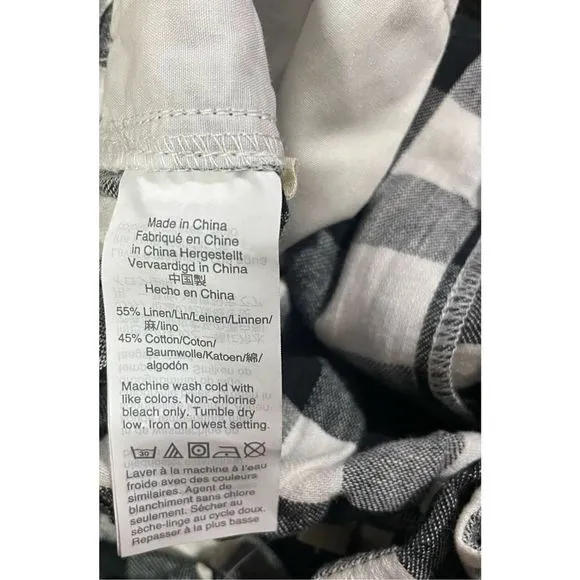 Made in China
Fabriqué en Chine
in China Hergestellt
Vervaardigd in China
中国製
Hecho en China
55% Linen/Lin/Leinen/Linnen/
麻/lino
45% Cotton/Coton/
Baumwolle/Katoen/綿/
algodón
Machine wash cold with
like colors. Non-chlorine
bleach only. Tumble dry
low, Iron on lowest setting.
30
Laver à la machine à l'eau
froide avec des couleurs
similaires. Agent de
blanchiment sans chlore
seulement. Sécher au
sèche-linge au cycle doux.
Repasser à la plus basse